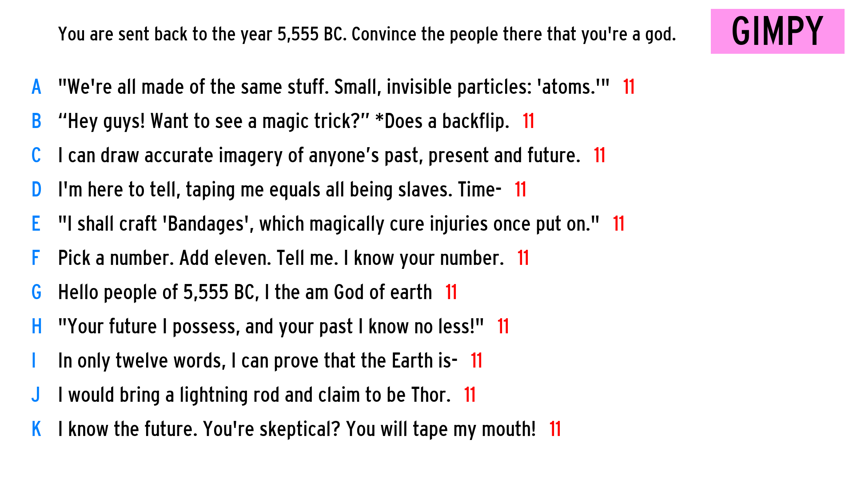 You are sent back to the year 5,555 BC. Convince the people there that you're a god.
GIMPY
A "We're all made of the same stuff. Small, invisible particles: 'atoms.'" 11
B “Hey guys! Want to see a magic trick?” *Does a backflip. 11
C I can draw accurate imagery of anyone’s past, present and future. 11
D I'm here to tell, taping me equals all being slaves. Time- 11
E "I shall craft 'Bandages', which magically cure injuries once put on." 11
F Pick a number. Add eleven. Tell me. I know your number. 11
G Hello people of 5,555 BC, I the am God of earth 11
H "Your future I possess, and your past I know no less!" 11
I In only twelve words, I can prove that the Earth is- 11
J I would bring a lightning rod and claim to be Thor. 11
K I know the future. You're skeptical? You will tape my mouth! 11